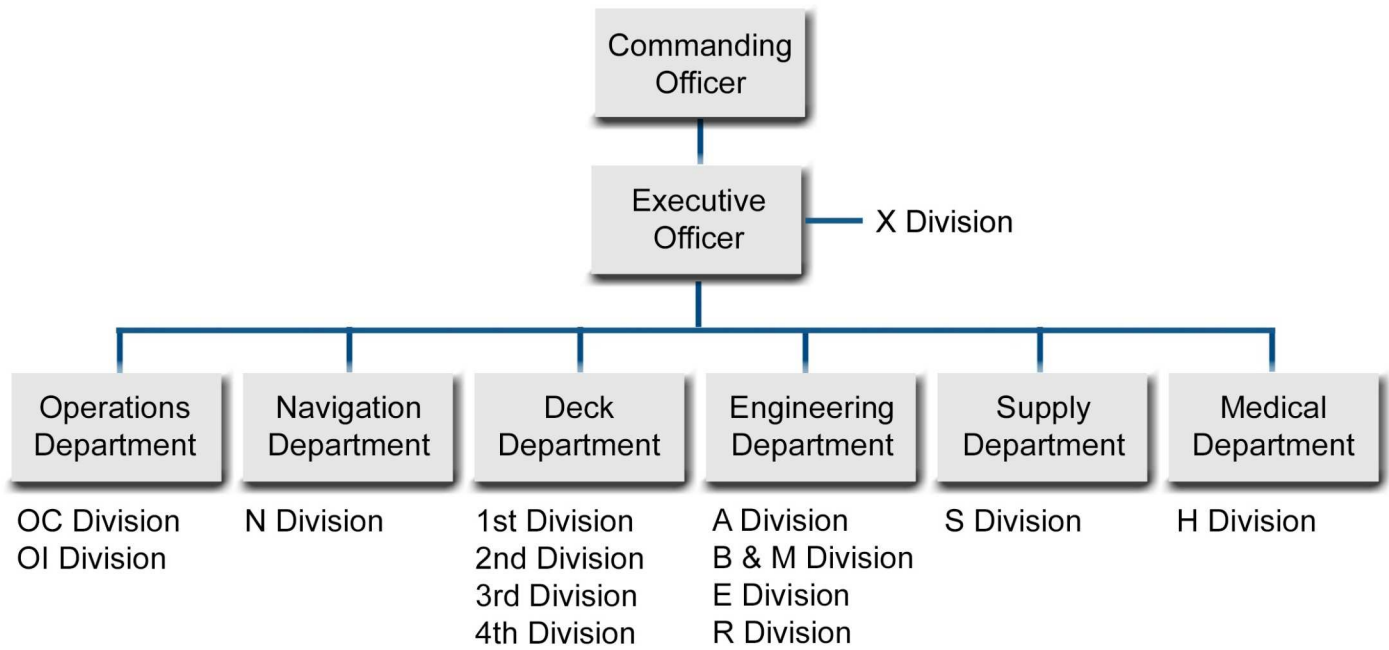 Commanding
Officer
Executive
Officer
X Division
Operations
Department
OC Division
OI Division
Navigation
Department
N Division
Deck
Department
1st Division
2nd Division
3rd Division
4th Division
Engineering
Department
A Division
B & M Division
E Division
R Division
Supply
Department
S Division
Medical
Department
H Division